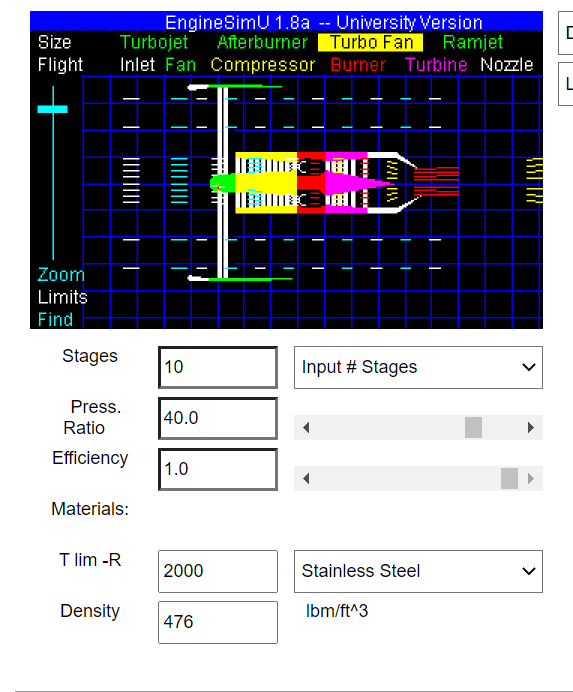 EngineSimU 1.8a -- University Version
Size Turbojet Afterburner Turbo Fan Ramjet
Flight Inlet Fan Compressor Burner Turbine Nozzle
Zoom
Limits
Find
Stages 10 Input # Stages
Press. Ratio 40.0
Efficiency 1.0
Materials:
T lim -R 2000 Stainless Steel
Density 476 lbm/ft^3